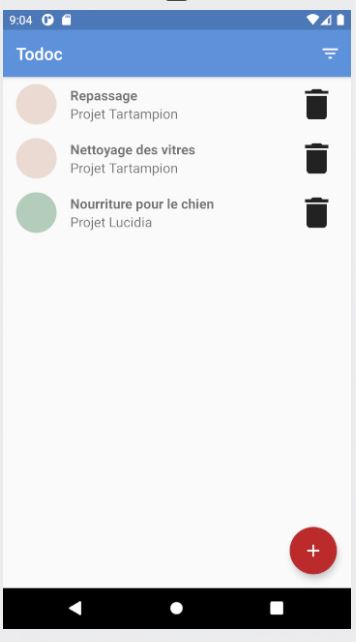 9:04
Todoc
Repassage
Projet Tartampion
Nettoyage des vitres
Projet Tartampion
Nourriture pour le chien
Projet Lucidia